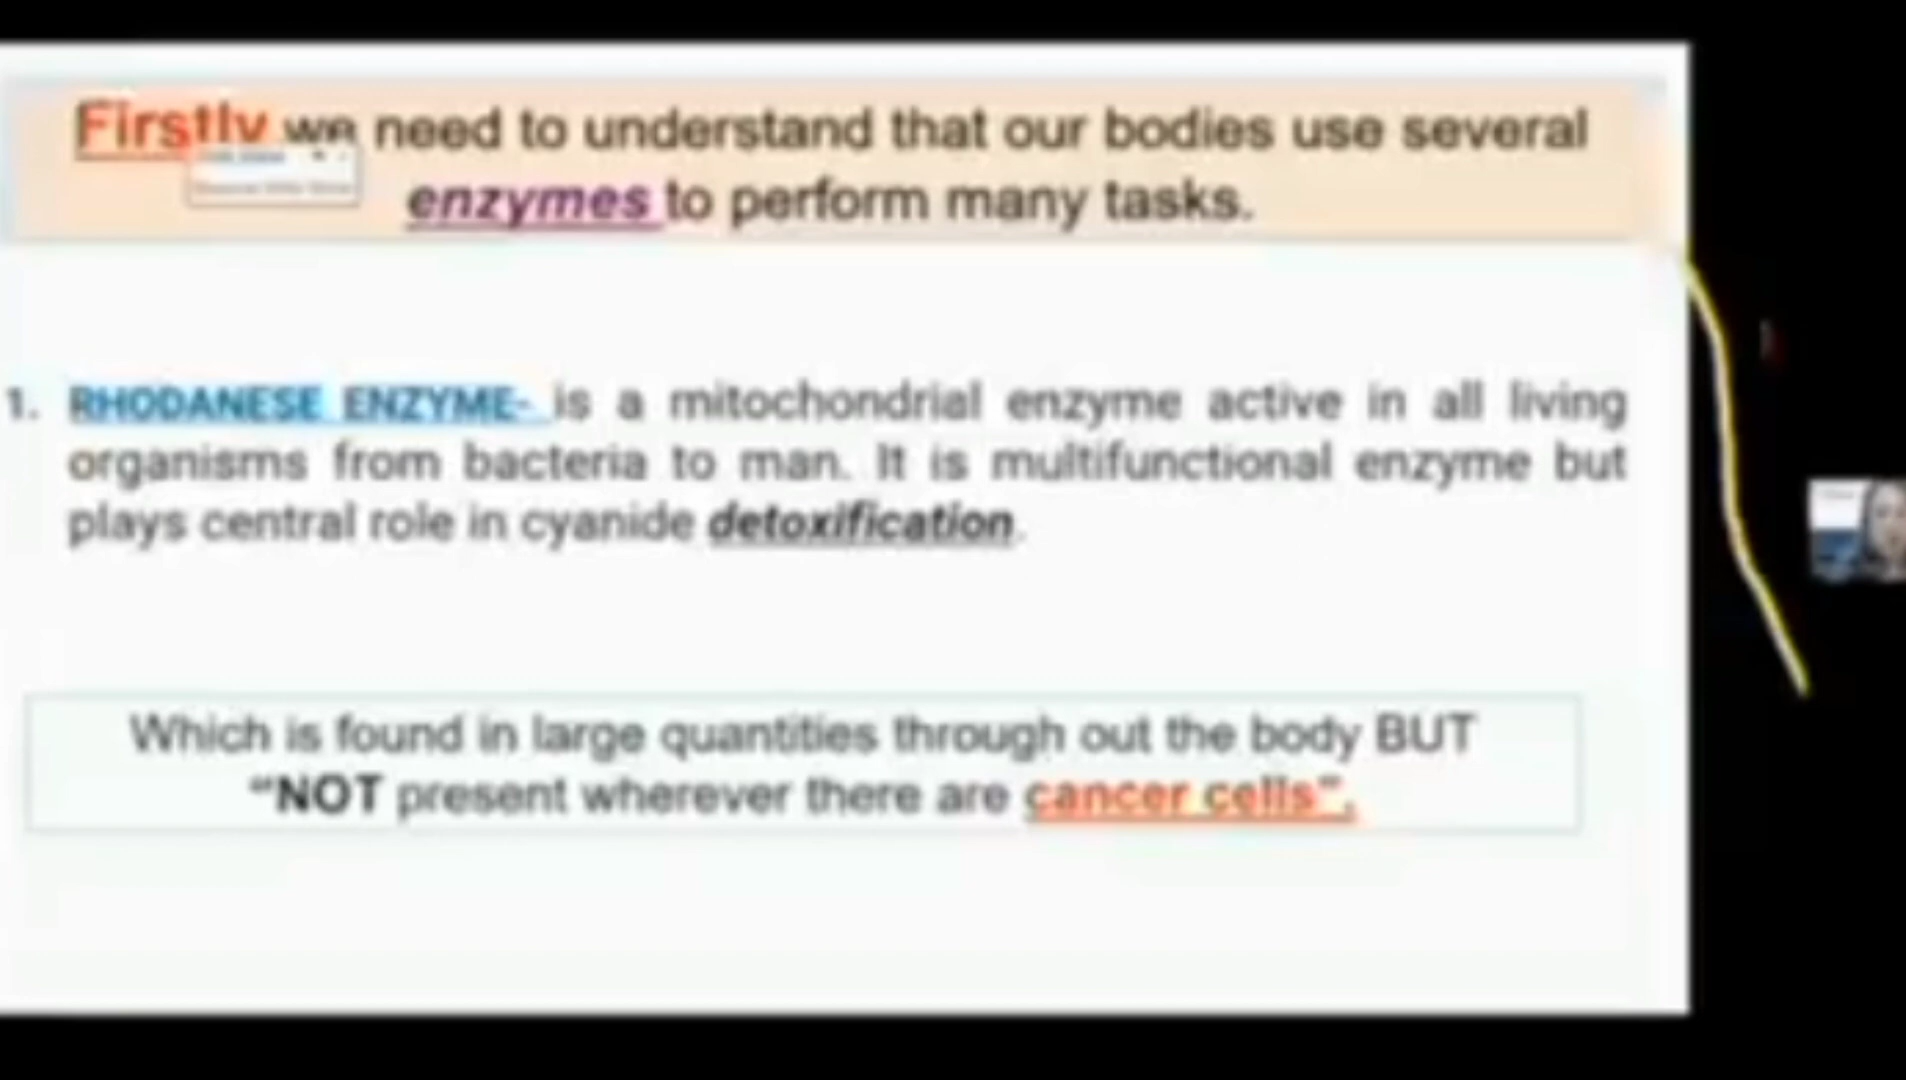 Firstly we need to understand that our bodies use several
enzymes to perform many tasks.
1. RHODANESE ENZYME- is a mitochondrial enzyme active in all living
organisms from bacteria to man. It is multifunctional enzyme but
plays central role in cyanide detoxification.
Which is found in large quantities through out the body BUT
“NOT present wherever there are cancer cells”.